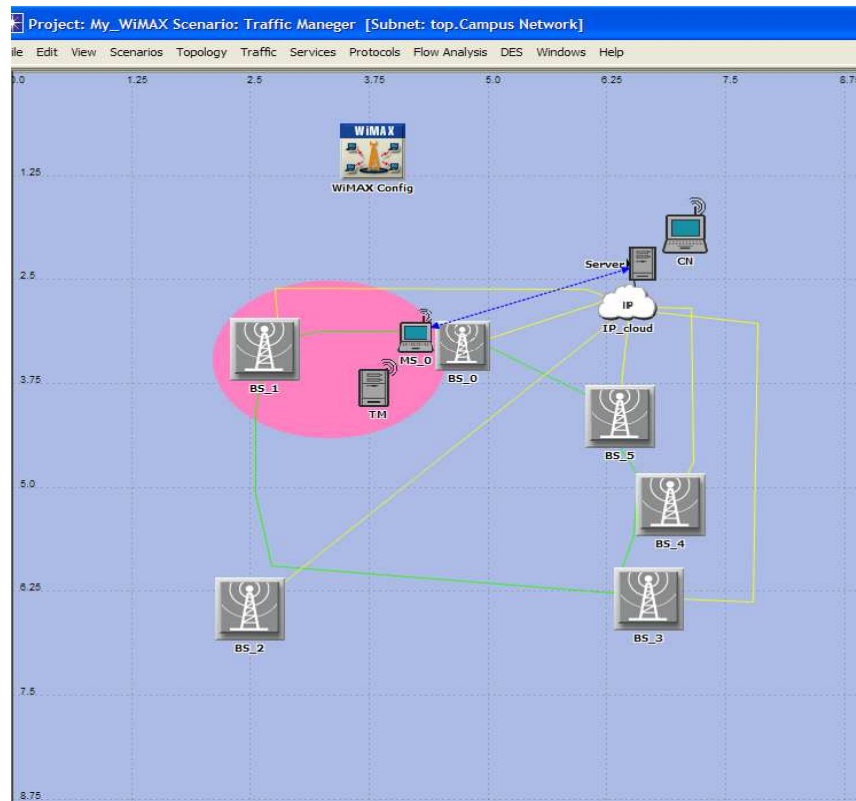 Project: My_WiMAX Scenario: Traffic Maneger [Subnet: top.Campus Network]
ile Edit View Scenarios Topology Traffic Services Protocols Flow Analysis DES Windows Help
0.0 1.25 2.5 3.75 5.0 6.25 7.5 8.75
WiMAX
1.25
WiMAX Config
Server
CN
2.5
IP
IP_cloud
MS_0
BS_1
BS_0
3.75
TM
BS_5
5.0
BS_4
6.25
BS_3
BS_2
7.5
8.75